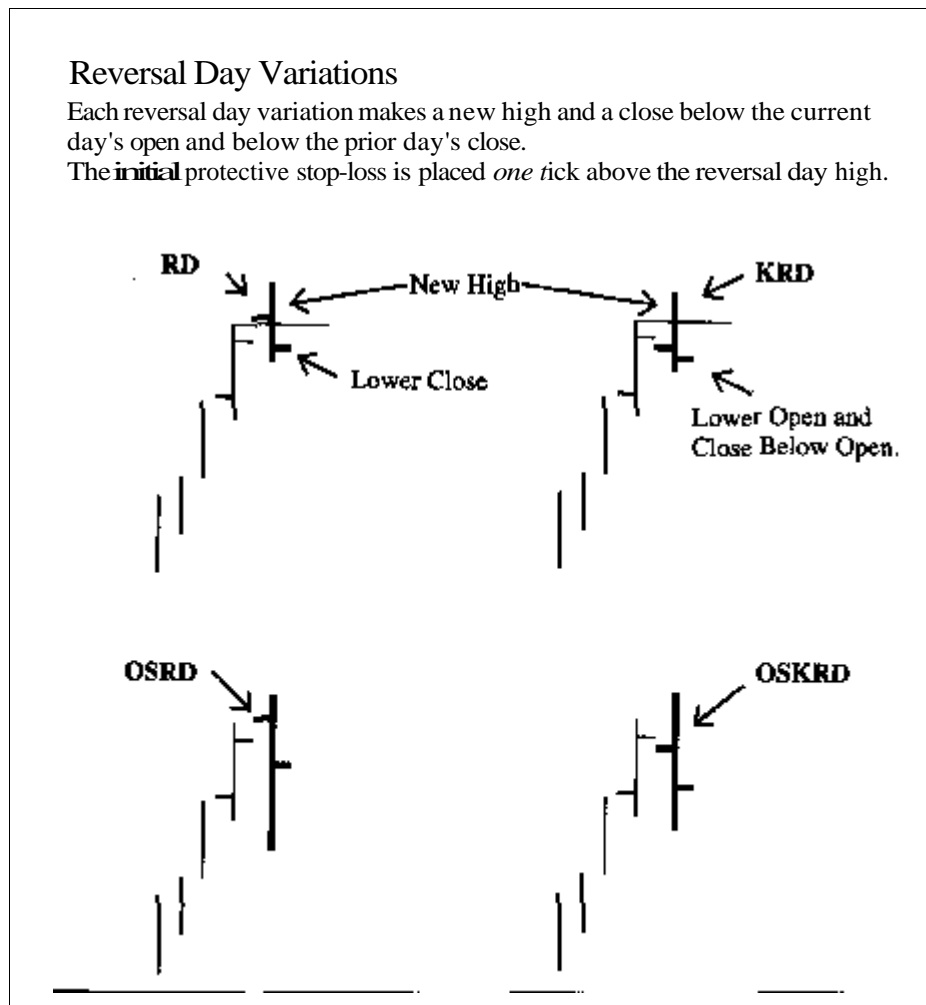 Reversal Day Variations
Each reversal day variation makes a new high and a close below the current
day's open and below the prior day's close.
The initial protective stop-loss is placed one tick above the reversal day high.
RD
New High
KRD
Lower Close
Lower Open and
Close Below Open.
OSRD
OSKRD